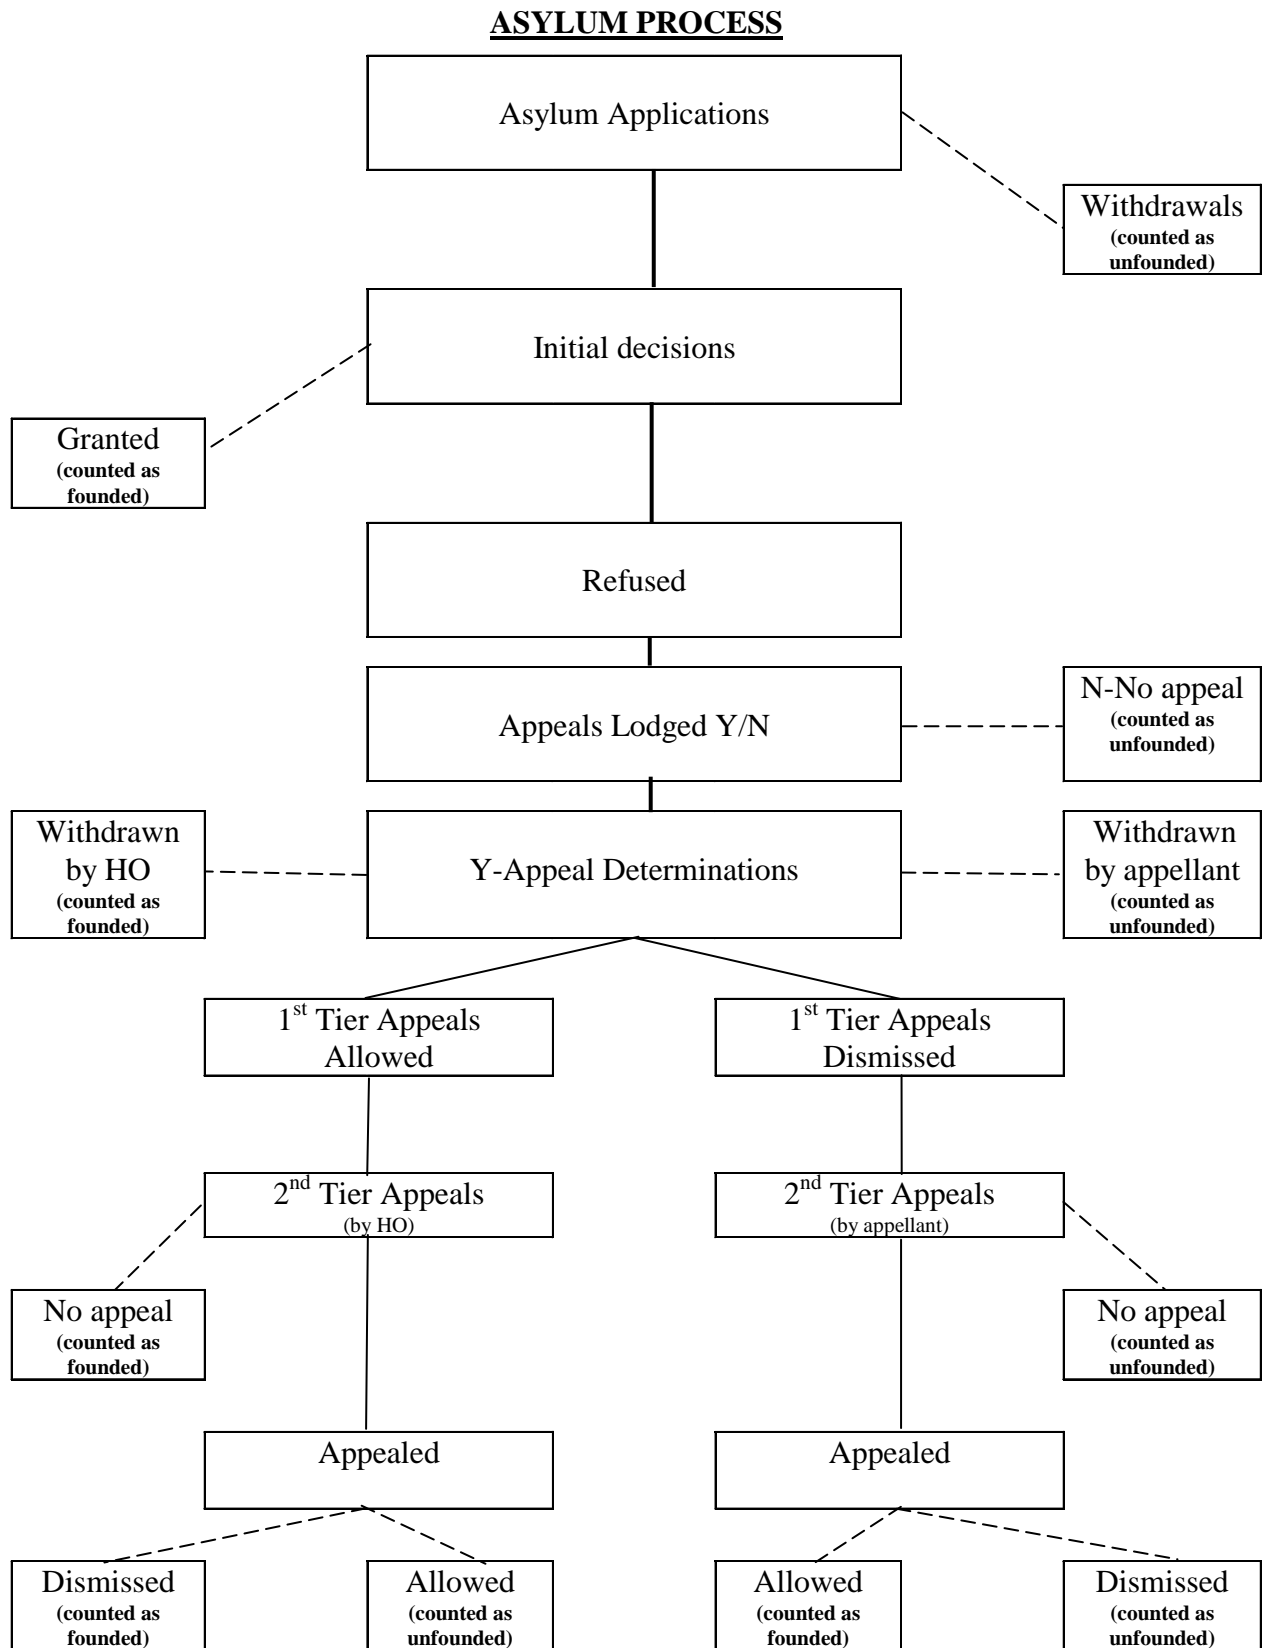 ASYLUM PROCESS
Asylum Applications
Withdrawals
(counted as
unfounded)
Initial decisions
Granted
(counted as
founded)
Refused
Appeals Lodged Y/N
N-No appeal
(counted as
unfounded)
Withdrawn
by HO
(counted as
founded)
Y-Appeal Determinations
Withdrawn
by appellant
(counted as
unfounded)
1st Tier Appeals
Allowed
1st Tier Appeals
Dismissed
2nd Tier Appeals
(by HO)
2nd Tier Appeals
(by appellant)
No appeal
(counted as
founded)
No appeal
(counted as
unfounded)
Appealed
Appealed
Dismissed
(counted as
founded)
Allowed
(counted as
unfounded)
Allowed
(counted as
founded)
Dismissed
(counted as
unfounded)